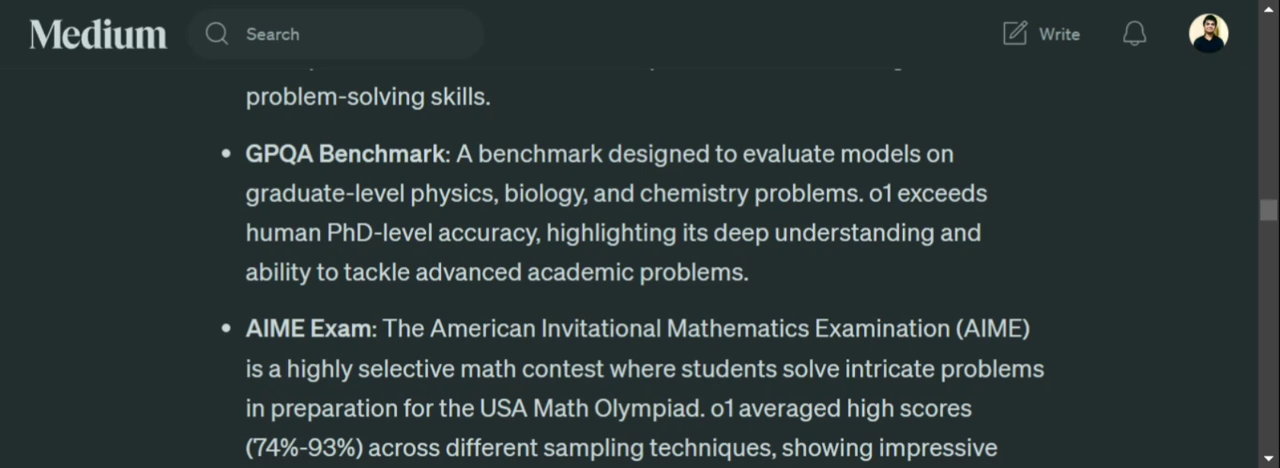 Medium
Search
Write
problem-solving skills.
• GPQA Benchmark: A benchmark designed to evaluate models on
graduate-level physics, biology, and chemistry problems. o1 exceeds
human PhD-level accuracy, highlighting its deep understanding and
ability to tackle advanced academic problems.
• AIME Exam: The American Invitational Mathematics Examination (AIME)
is a highly selective math contest where students solve intricate problems
in preparation for the USA Math Olympiad. o1 averaged high scores
(74%-93%) across different sampling techniques, showing impressive